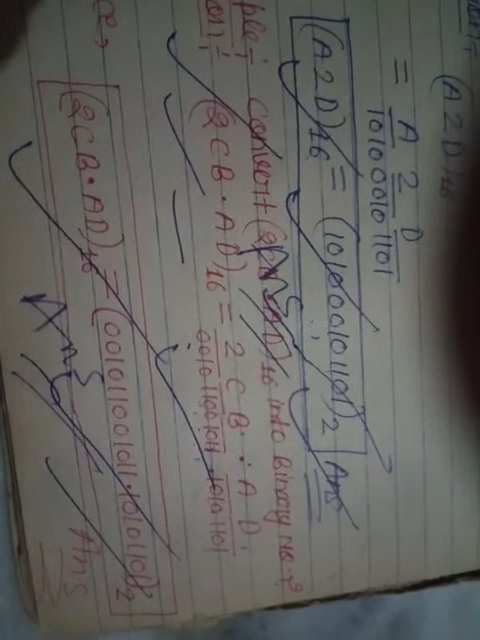 (A2D)16
= A 2 D
1010 0010 1101
(A2D)16 = (101000101101)2 Ans
convert (2CB.AD)16 into Binary no.?
(2CB.AD)16 = 2 C B . A D
0010 1100 1011 . 1010 1101
(2CB.AD)16 = (001011001011.10101101)2
Ans
Ans